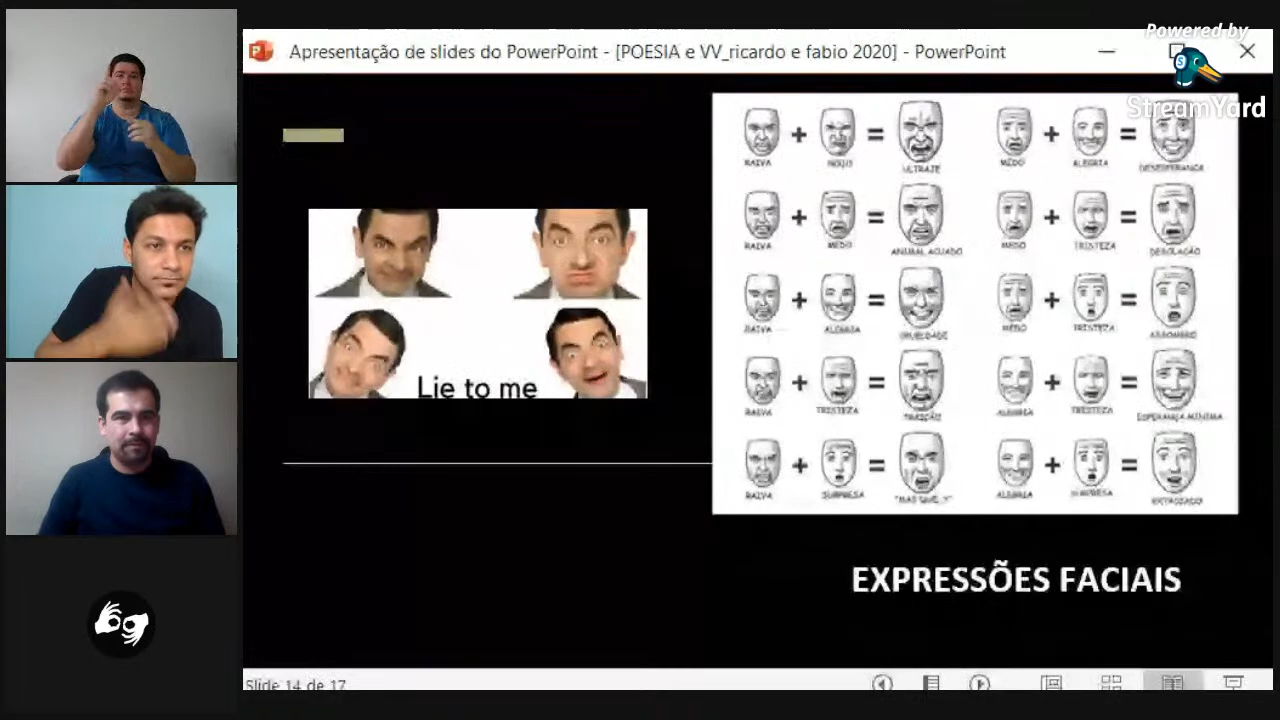 Powered by
Apresentação de slides do PowerPoint - [POESIA e VV_ricardo e fabio 2020] - PowerPoint
StreamYard
RAIVA NOJO ULTRAJE MEDO ALEGRIA DESESPERANÇA
RAIVA MEDO ANIMAL ACUADO MEDO TRISTEZA DESOLAÇÃO
RAIVA ALEGRIA CRUELDADE MEDO TRISTEZA ASSOMBRO
Lie to me
RAIVA TRISTEZA TRAIÇÃO ALEGRIA TRISTEZA ESPERANÇA MÍNIMA
RAIVA SURPRESA "MAS QUE..?" ALEGRIA SURPRESA EXTASIADO
EXPRESSÕES FACIAIS
Slide 14 de 17